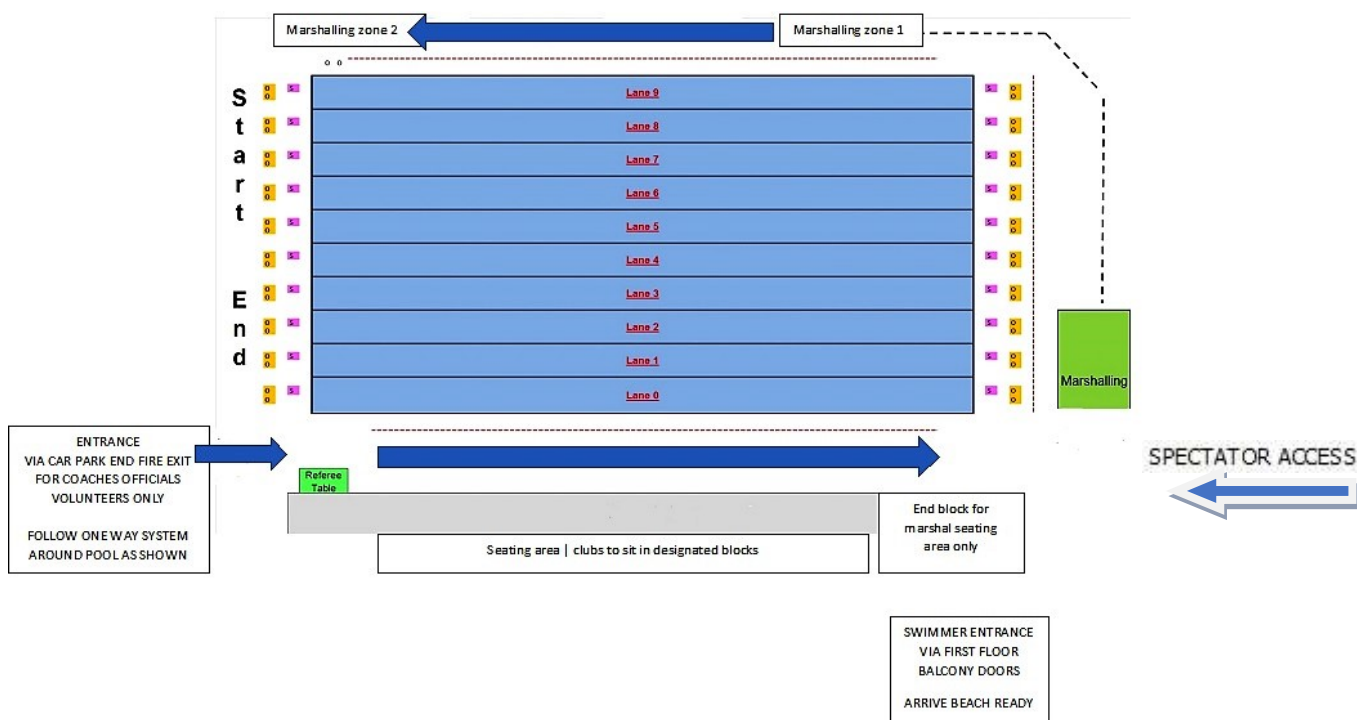 Marshalling zone 2
Marshalling zone 1
Start End
Lane 9
Lane 8
Lane 7
Lane 6
Lane 5
Lane 4
Lane 3
Lane 2
Lane 1
Lane 0
Marshalling
ENTRANCE
VIA CAR PARK END FIRE EXIT
FOR COACHES OFFICIALS
VOLUNTEERS ONLY
FOLLOW ONE WAY SYSTEM
AROUND POOL AS SHOWN
Referee
Table
SPECTATOR ACCESS
End block for
marshal seating
area only
Seating area | clubs to sit in designated blocks
SWIMMER ENTRANCE
VIA FIRST FLOOR
BALCONY DOORS
ARRIVE BEACH READY